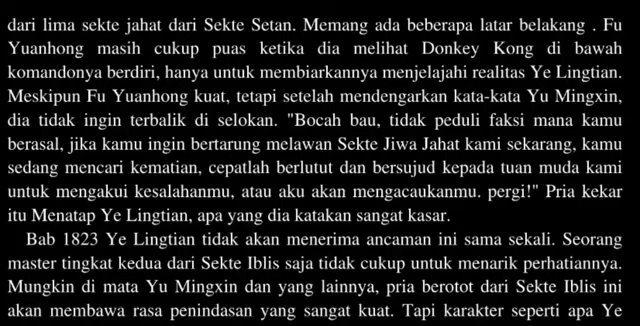 dari lima sekte jahat dari Sekte Setan. Memang ada beberapa latar belakang . Fu
Yuanhong masih cukup puas ketika dia melihat Donkey Kong di bawah
komandonya berdiri, hanya untuk membiarkannya menjelajahi realitas Ye Lingtian.
Meskipun Fu Yuanhong kuat, tetapi setelah mendengarkan kata-kata Yu Mingxin,
dia tidak ingin terbalik di selokan. "Bocah bau, tidak peduli faksi mana kamu
berasal, jika kamu ingin bertarung melawan Sekte Jiwa Jahat kami sekarang, kamu
sedang mencari kematian, cepatlah berlutut dan bersujud kepada tuan muda kami
untuk mengakui kesalahanmu, atau aku akan mengacaukanmu. pergi!" Pria kekar
itu Menatap Ye Lingtian, apa yang dia katakan sangat kasar.
Bab 1823 Ye Lingtian tidak akan menerima ancaman ini sama sekali. Seorang
master tingkat kedua dari Sekte Iblis saja tidak cukup untuk menarik perhatiannya.
Mungkin di mata Yu Mingxin dan yang lainnya, pria berotot dari Sekte Iblis ini
akan membawa rasa penindasan yang sangat kuat. Tapi karakter seperti apa Ye